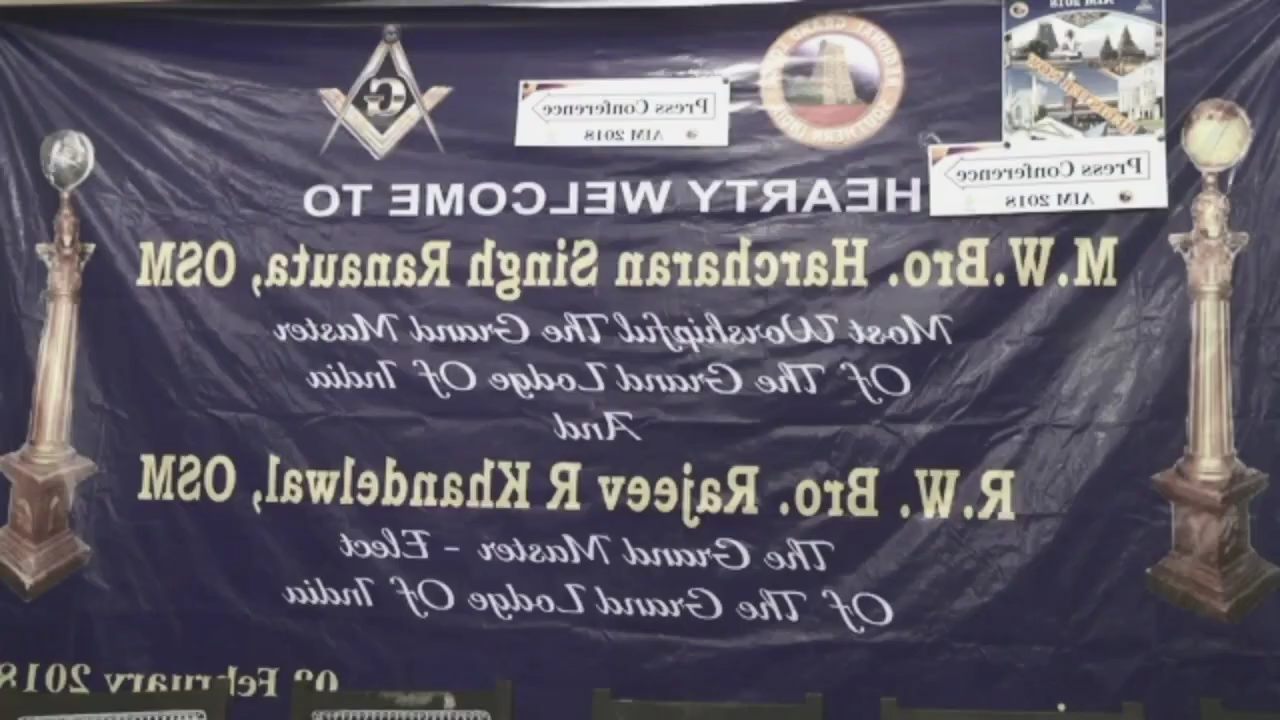 AIM 2018
Press Conference
AIM 2018
Press Conference
AIM 2018
G
HEARTY WELCOME TO
M.W.Bro. Harcharan Singh Ranauta, OSM
Most Worshipful The Grand Master
Of The Grand Lodge Of India
And
R.W. Bro. Rajeev R Khandelwal, OSM
The Grand Master - Elect
Of The Grand Lodge Of India
February 2018